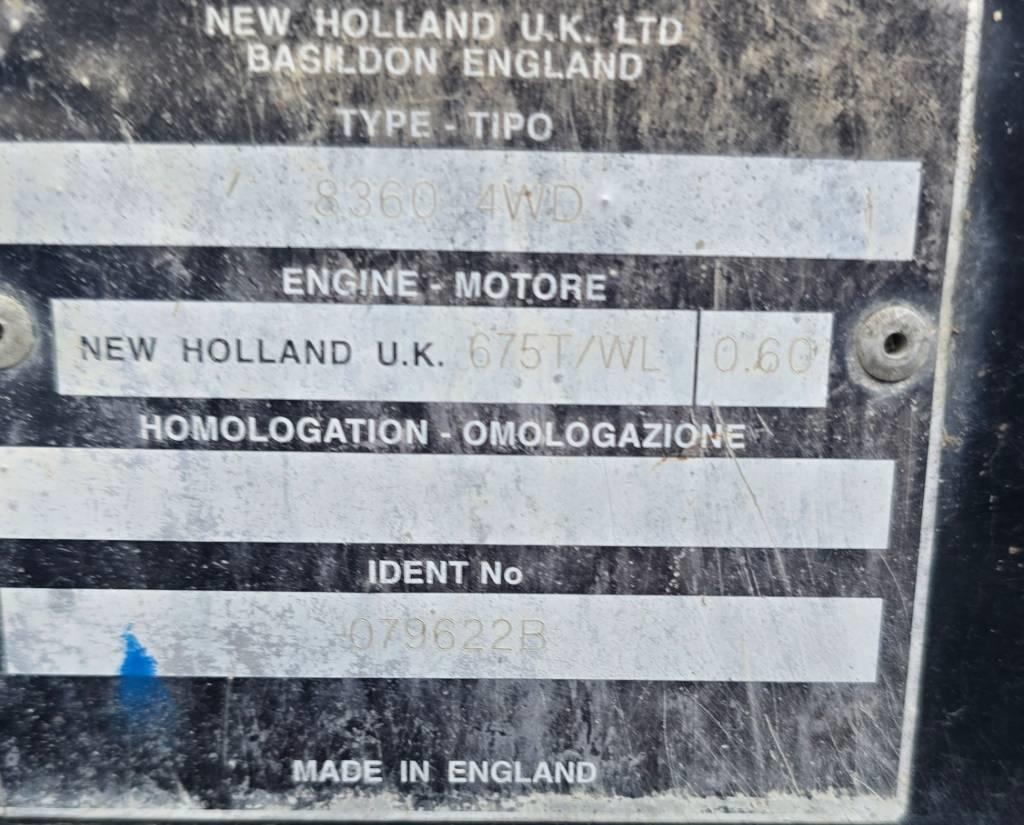 NEW HOLLAND U.K. LTD
BASILDON ENGLAND
TYPE - TIPO
8360 4WD
ENGINE - MOTORE
NEW HOLLAND U.K. 675T/WL 0.60
HOMOLOGATION - OMOLOGAZIONE
IDENT No
079622B
MADE IN ENGLAND